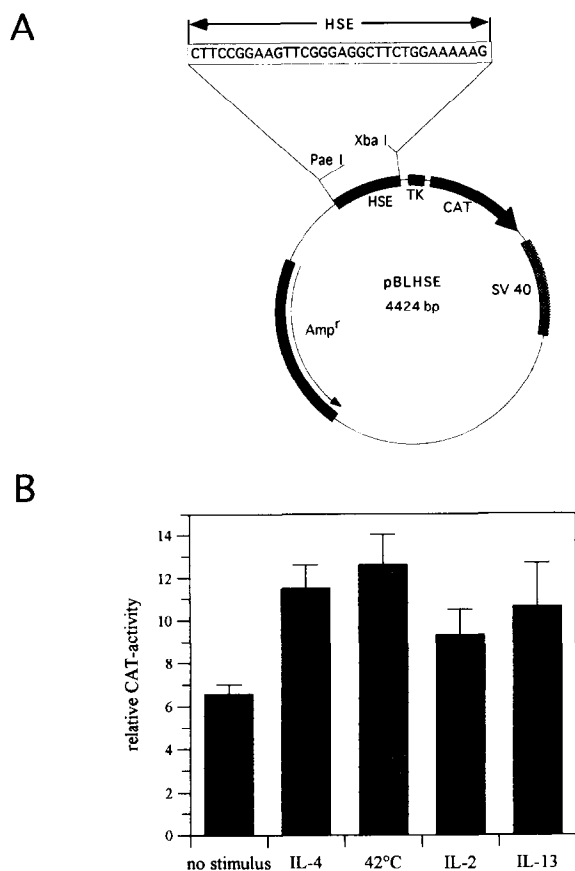 A
HSE
CTTCCGGAAGTTCGGGAGGCTTCTGGAAAAAG
Xba I
Pae I
HSE
TK
CAT
pBLHSE
4424 bp
SV 40
Amp^r
B
relative CAT-activity
14
12
10
8
6
4
2
0
no stimulus IL-4 42°C IL-2 IL-13